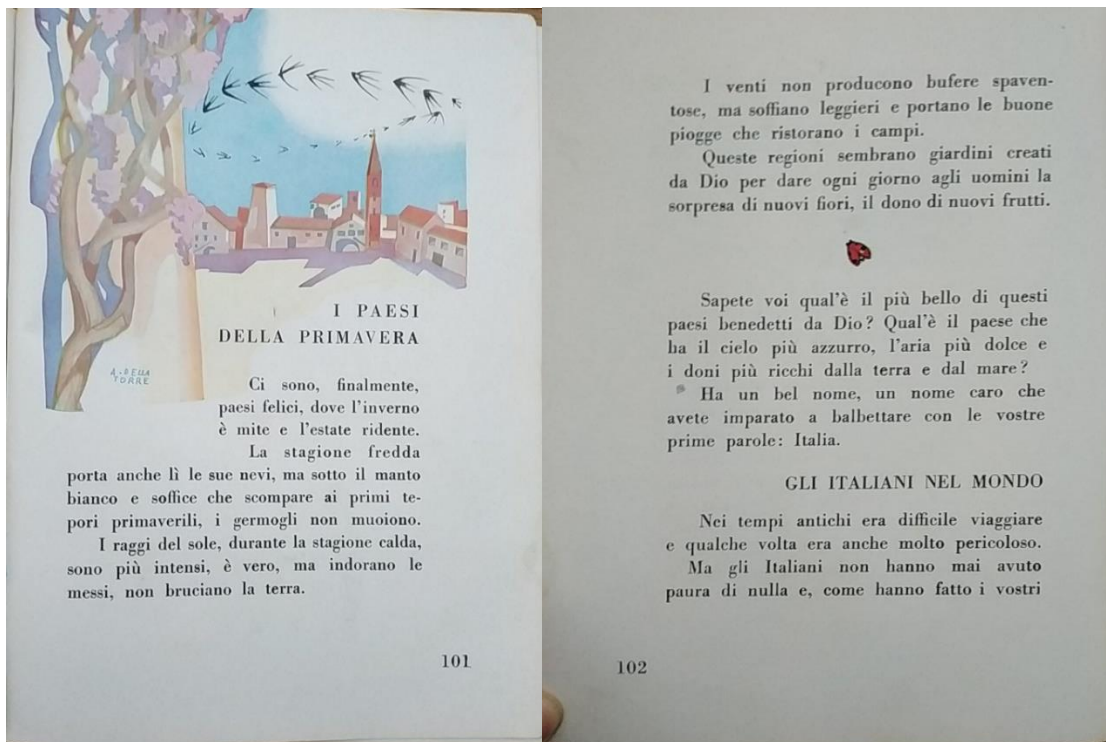 A. DELLA
TORRE
I PAESI
DELLA PRIMAVERA
Ci sono, finalmente,
paesi felici, dove l'inverno
è mite e l'estate ridente.
La stagione fredda
porta anche lì le sue nevi, ma sotto il manto
bianco e soffice che scompare ai primi te-
pori primaverili, i germogli non muoiono.
I raggi del sole, durante la stagione calda,
sono più intensi, è vero, ma indorano le
messi, non bruciano la terra.
101
I venti non producono bufere spaven-
tose, ma soffiano leggieri e portano le buone
piogge che ristorano i campi.
Queste regioni sembrano giardini creati
da Dio per dare ogni giorno agli uomini la
sorpresa di nuovi fiori, il dono di nuovi frutti.
Sapete voi qual'è il più bello di questi
paesi benedetti da Dio? Qual'è il paese che
ha il cielo più azzurro, l'aria più dolce e
i doni più ricchi dalla terra e dal mare?
Ha un bel nome, un nome caro che
avete imparato a balbettare con le vostre
prime parole: Italia.
GLI ITALIANI NEL MONDO
Nei tempi antichi era difficile viaggiare
e qualche volta era anche molto pericoloso.
Ma gli Italiani non hanno mai avuto
paura di nulla e, come hanno fatto i vostri
102